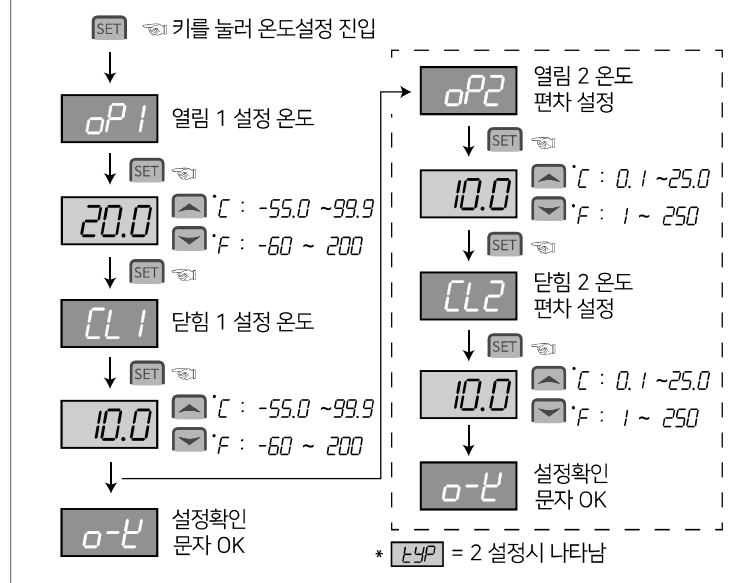 SET 키를 눌러 온도설정 진입
oP1 열림 1 설정 온도
SET
20.0
℃ : -55.0 ~99.9
℉ : -60 ~ 200
SET
CL1 닫힘 1 설정 온도
SET
10.0
℃ : -55.0 ~99.9
℉ : -60 ~ 200
o-k
설정확인
문자 OK
oP2
열림 2 온도
편차 설정
SET
10.0
℃ : 0.1 ~25.0
℉ : 1 ~ 250
SET
CL2
닫힘 2 온도
편차 설정
SET
10.0
℃ : 0.1 ~25.0
℉ : 1 ~ 250
o-k
설정확인
문자 OK
* tyP = 2 설정시 나타남